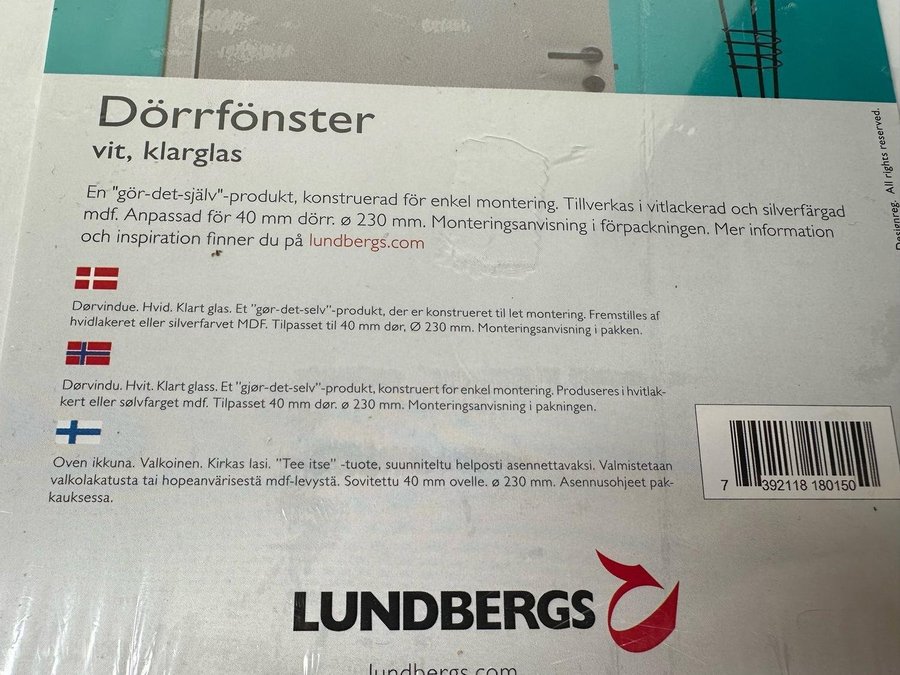 Dörrfönster
vit, klarglas
En "gör-det-själv"-produkt, konstruerad för enkel montering. Tillverkas i vitlackerad och silverfärgad
mdf. Anpassad för 40 mm dörr. ø 230 mm. Monteringsanvisning i förpackningen. Mer information
och inspiration finner du på lundbergs.com
Dørvindue. Hvid. Klart glas. Et "gør-det-selv"-produkt, der er konstrueret til let montering. Fremstilles af
hvidlakeret eller silverfarvet MDF. Tilpasset til 40 mm dør, Ø 230 mm. Monteringsanvisning i pakken.
Dørvindu. Hvit. Klart glass. Et "gjør-det-selv"-produkt, konstruert for enkel montering. Produseres i hvitlak-
kert eller sølvfarget mdf. Tilpasset 40 mm dør. ø 230 mm. Monteringsanvisning i pakningen.
Oven ikkuna. Valkoinen. Kirkas lasi. "Tee itse" -tuote, suunniteltu helposti asennettavaksi. Valmistetaan
valkolakatusta tai hopeanvärisestä mdf-levystä. Sovitettu 40 mm ovelle. ø 230 mm. Asennusohjeet pak-
kauksessa.
7 392118 180150
LUNDBERGS
lundbergs.com
Designreg. All rights reserved.